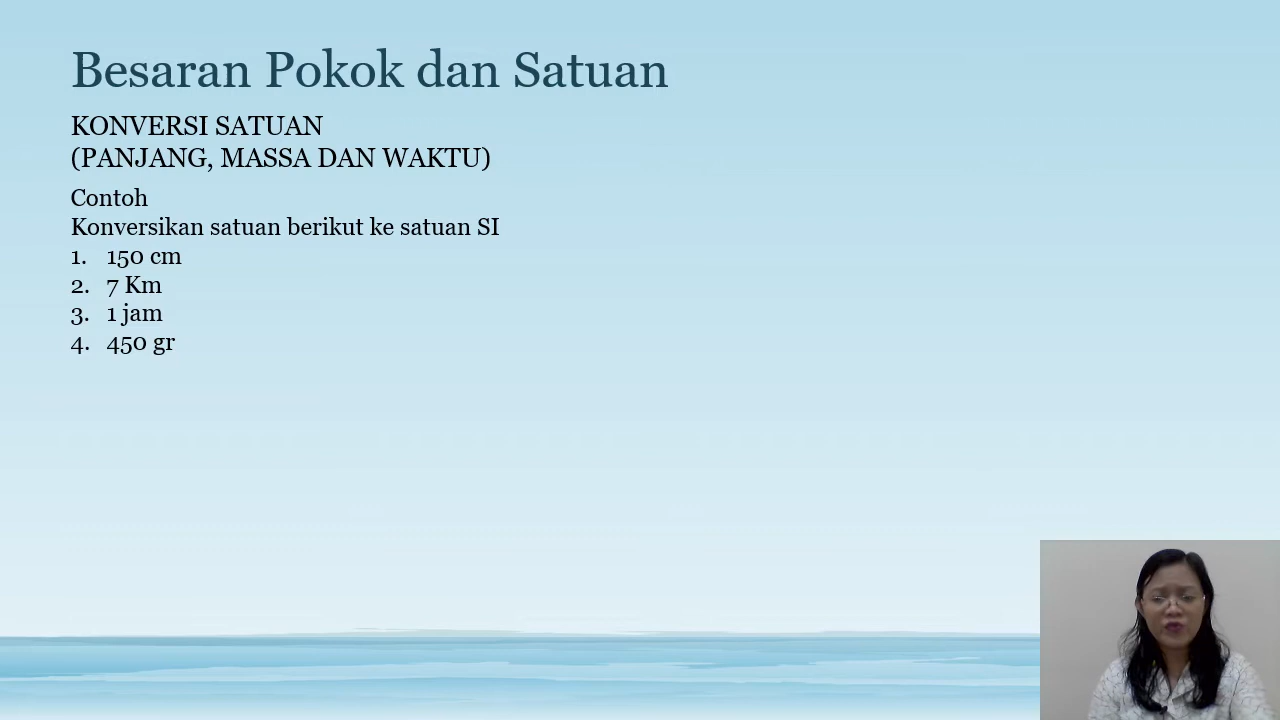 Besaran Pokok dan Satuan
KONVERSI SATUAN
(PANJANG, MASSA DAN WAKTU)
Contoh
Konversikan satuan berikut ke satuan SI
1. 150 cm
2. 7 Km
3. 1 jam
4. 450 gr